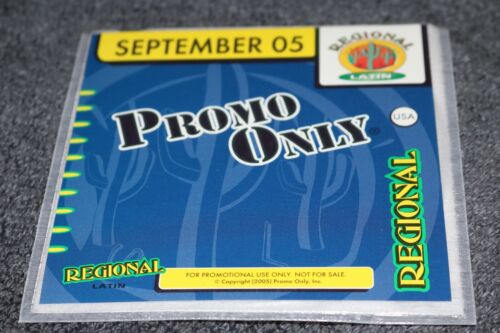 SEPTEMBER 05
REGIONAL
LATIN
PROMO
ONLY®
USA
REGIONAL
REGIONAL
LATIN
FOR PROMOTIONAL USE ONLY. NOT FOR SALE.
© Copyright (2005) Promo Only, Inc.